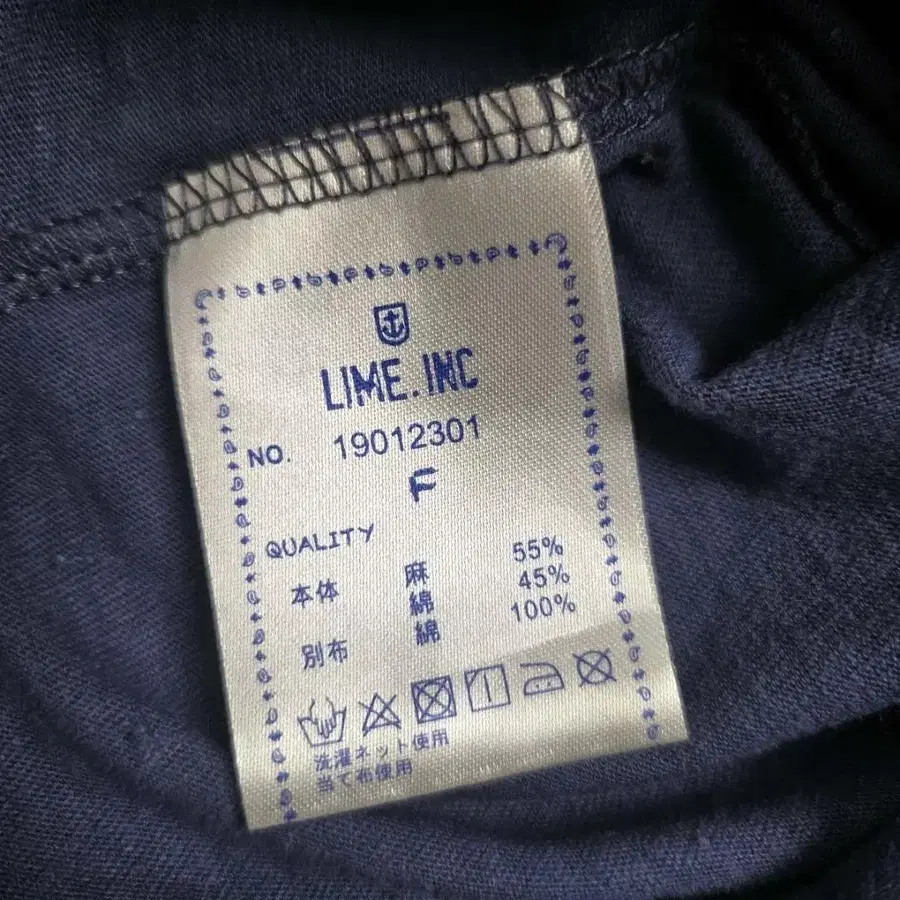 LIME.INC
NO. 19012301
F
QUALITY
本体 麻 55%
綿 45%
別布 綿 100%
洗濯ネット使用
当て布使用